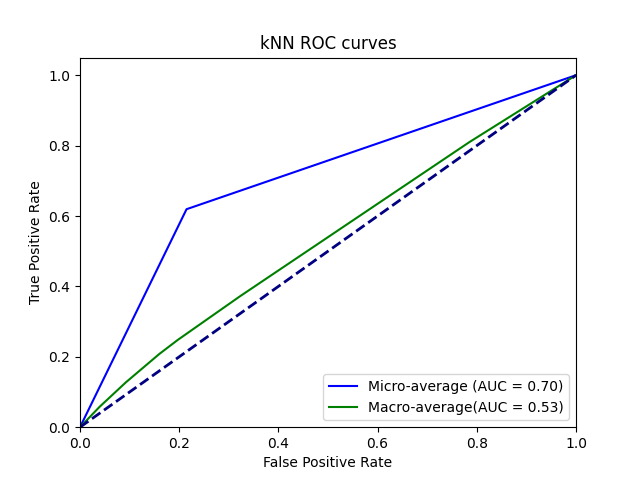 kNN ROC curves
True Positive Rate
1.0
0.8
0.6
0.4
0.2
0.0
0.0 0.2 0.4 0.6 0.8 1.0
False Positive Rate
Micro-average (AUC = 0.70)
Macro-average(AUC = 0.53)